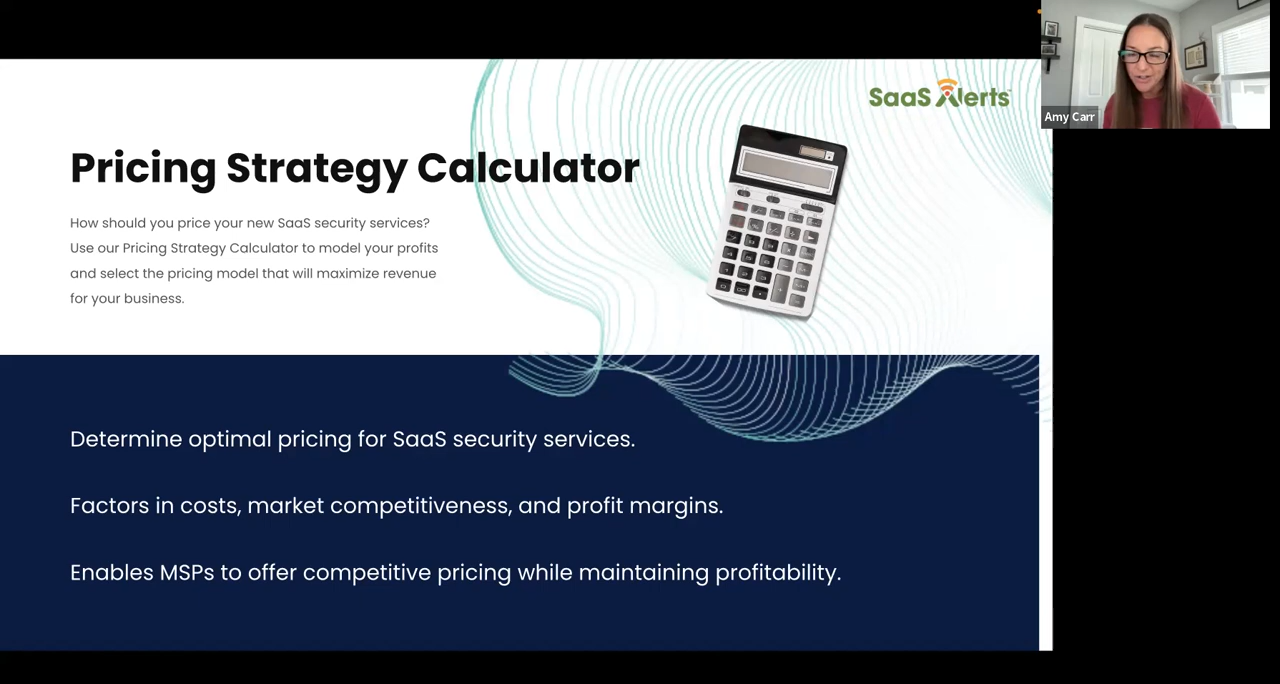 SaaS Alerts
Amy Carr
Pricing Strategy Calculator
How should you price your new SaaS security services?
Use our Pricing Strategy Calculator to model your profits
and select the pricing model that will maximize revenue
for your business.
Determine optimal pricing for SaaS security services.
Factors in costs, market competitiveness, and profit margins.
Enables MSPs to offer competitive pricing while maintaining profitability.